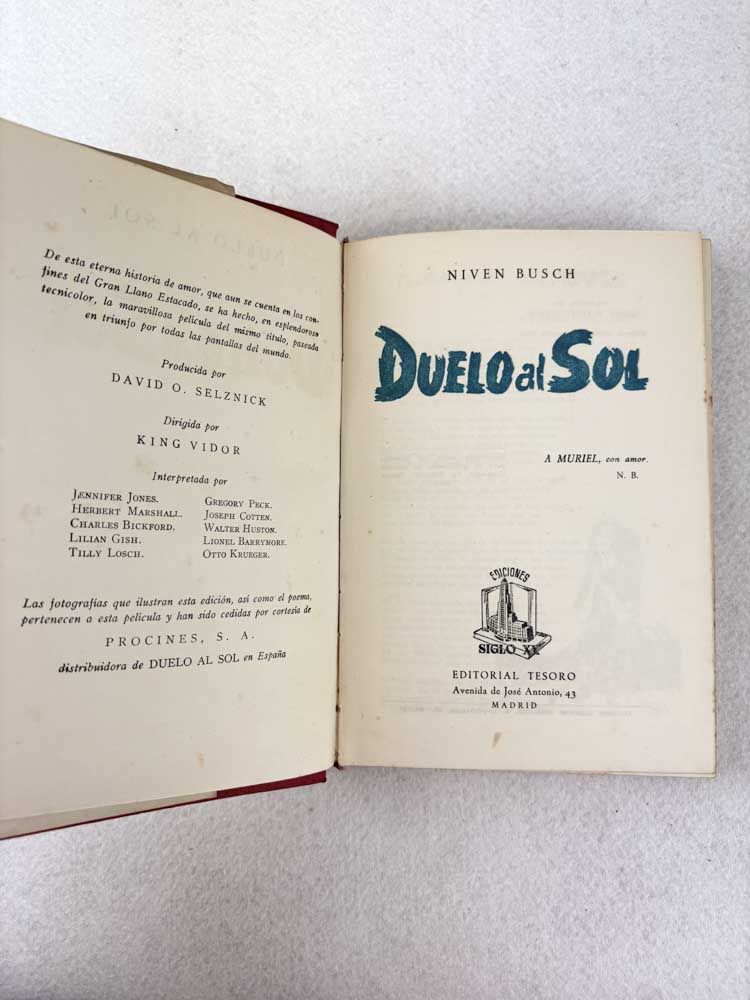 De esta eterna historia de amor, que aun se cuenta en los con-
fines del Gran Llano Estacado, se ha hecho, en esplendoroso
tecnicolor, la maravillosa película del mismo título, paseada
en triunfo por todas las pantallas del mundo.
Producida por
DAVID O. SELZNICK
Dirigida por
KING VIDOR
Interpretada por
JENNIFER JONES. GREGORY PECK.
HERBERT MARSHALL. JOSEPH COTTEN.
CHARLES BICKFORD. WALTER HUSTON.
LILIAN GISH. LIONEL BARRYMORE.
TILLY LOSCH. OTTO KRUEGER.
Las fotografías que ilustran esta edición, así como el poema,
pertenecen a esta película y han sido cedidas por cortesía de
PROCINES, S. A.
distribuidora de DUELO AL SOL en España
NIVEN BUSCH
DUELO al SOL
A MURIEL, con amor.
N. B.
EDICIONES
SIGLO XX
EDITORIAL TESORO
Avenida de José Antonio, 43
MADRID